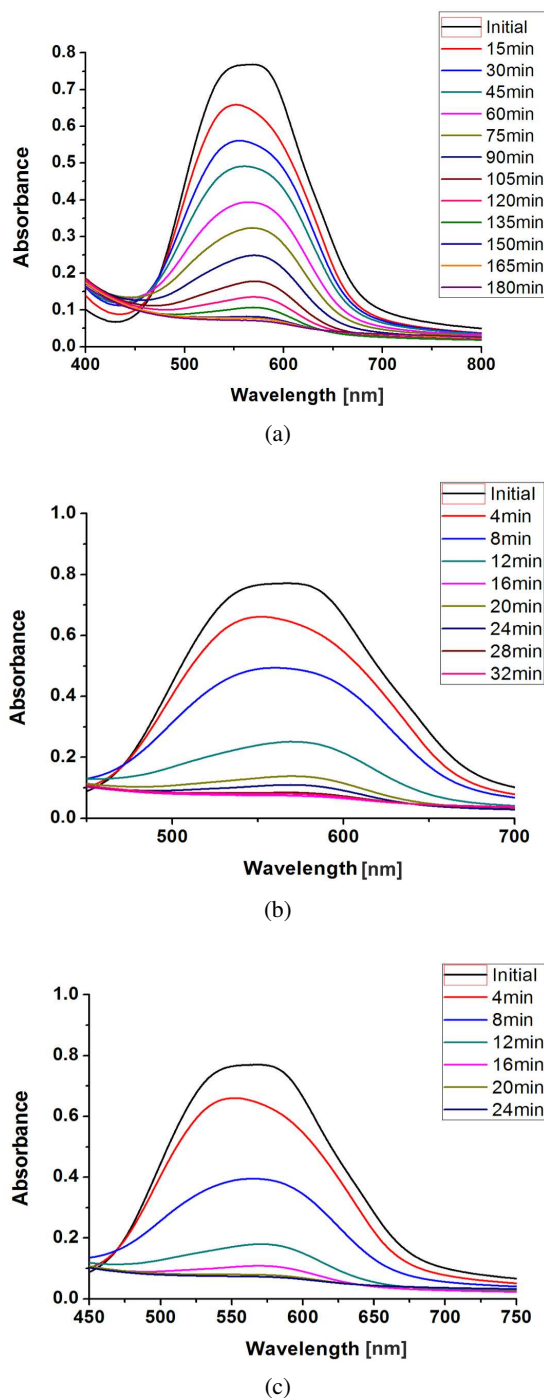 Initial
15min
30min
45min
60min
75min
90min
105min
120min
135min
150min
165min
180min
0.8
0.7
0.6
0.5
0.4
0.3
0.2
0.1
0.0
Absorbance
400 500 600 700 800
Wavelength [nm]
(a)
Initial
4min
8min
12min
16min
20min
24min
28min
32min
1.0
0.8
0.6
0.4
0.2
0.0
Absorbance
500 600 700
Wavelength [nm]
(b)
Initial
4min
8min
12min
16min
20min
24min
1.0
0.8
0.6
0.4
0.2
0.0
Absorbance
450 500 550 600 650 700 750
Wavelength [nm]
(c)